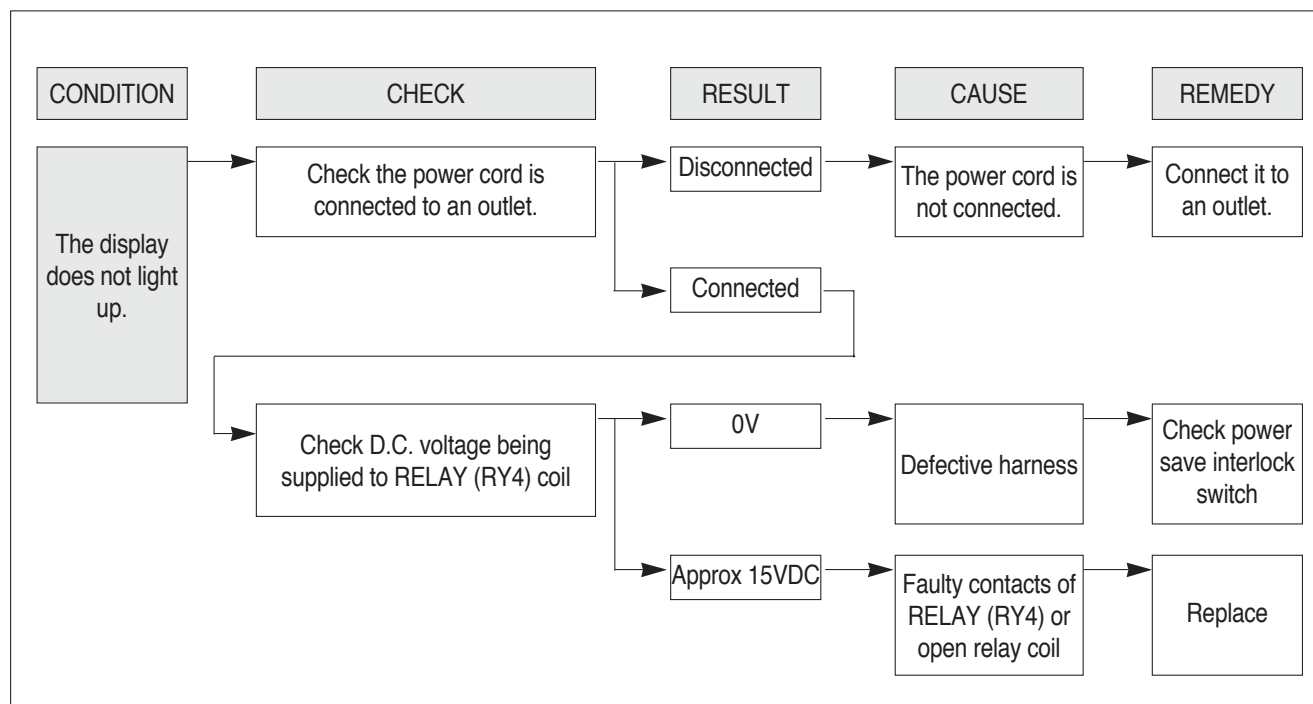 CONDITION
CHECK
RESULT
CAUSE
REMEDY
The display
does not light
up.
Check the power cord is
connected to an outlet.
Disconnected
The power cord is
not connected.
Connect it to
an outlet.
Connected
Check D.C. voltage being
supplied to RELAY (RY4) coil
0V
Defective harness
Check power
save interlock
switch
Approx 15VDC
Faulty contacts of
RELAY (RY4) or
open relay coil
Replace